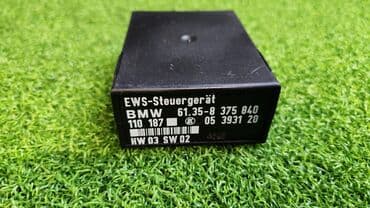 EWS-Steuergerät
BMW 61.35-8 375 840
110 187 05 3931 20
HW 03 SW 02